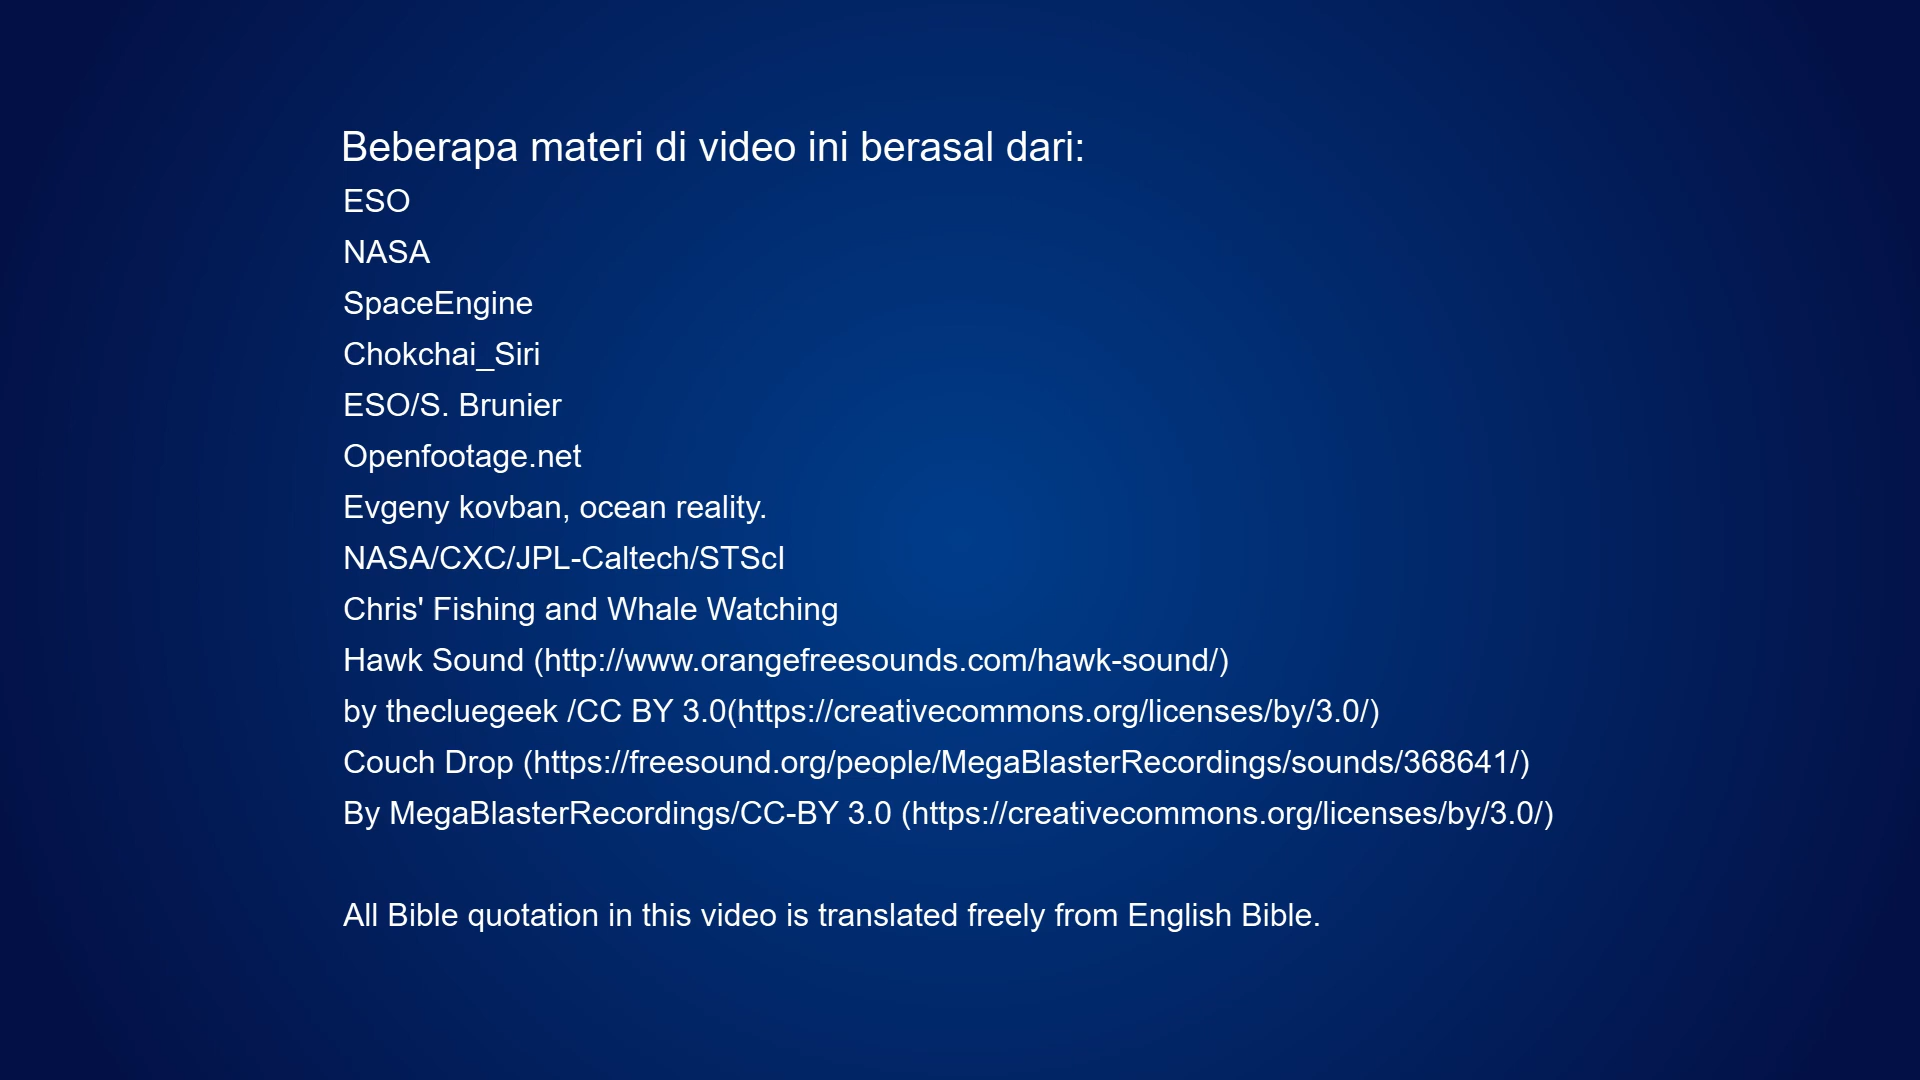 Beberapa materi di video ini berasal dari:
ESO
NASA
SpaceEngine
Chokchai_Siri
ESO/S. Brunier
Openfootage.net
Evgeny kovban, ocean reality.
NASA/CXC/JPL-Caltech/STScI
Chris' Fishing and Whale Watching
Hawk Sound (http://www.orangefreesounds.com/hawk-sound/)
by thecluegeek /CC BY 3.0(https://creativecommons.org/licenses/by/3.0/)
Couch Drop (https://freesound.org/people/MegaBlasterRecordings/sounds/368641/)
By MegaBlasterRecordings/CC-BY 3.0 (https://creativecommons.org/licenses/by/3.0/)
All Bible quotation in this video is translated freely from English Bible.